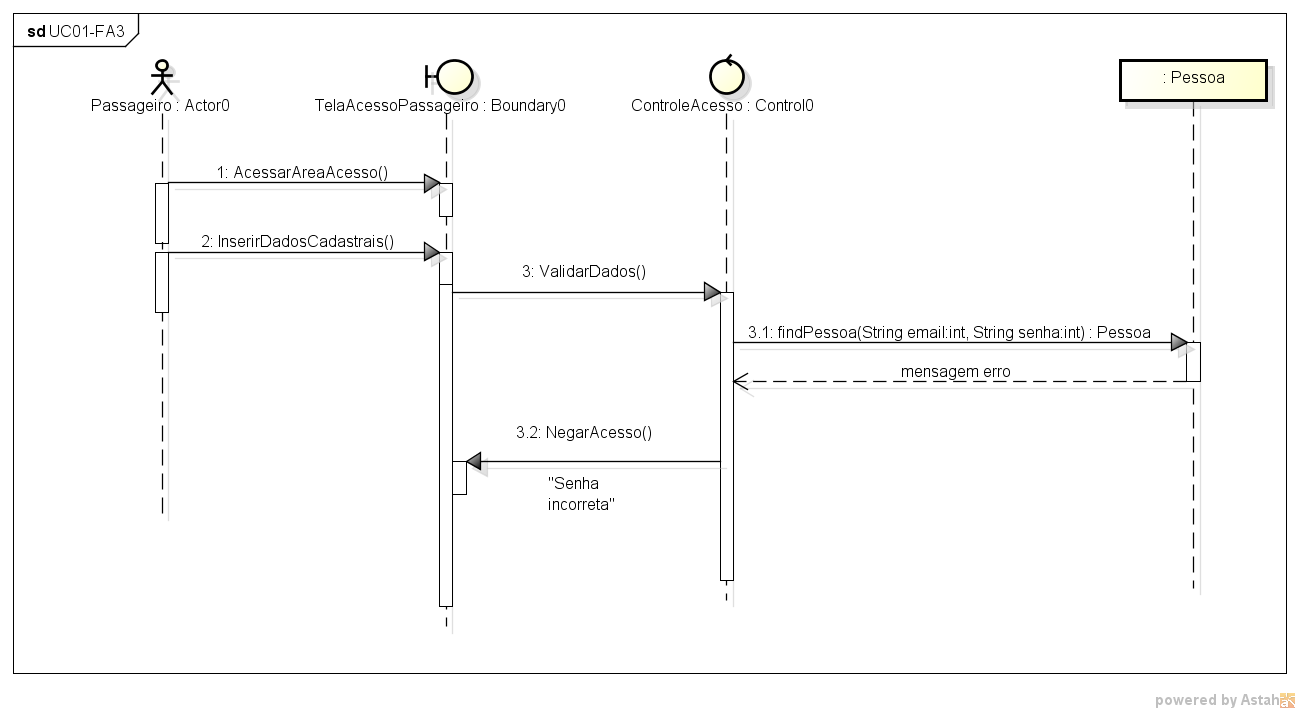 sd UC01-FA3
Passageiro : Actor0
TelaAcessoPassageiro : Boundary0
ControleAcesso : Control0
: Pessoa
1: AcessarAreaAcesso()
2: InserirDadosCadastrais()
3: ValidarDados()
3.1: findPessoa(String email:int, String senha:int) : Pessoa
mensagem erro
3.2: NegarAcesso()
"Senha
incorreta"
powered by Astah